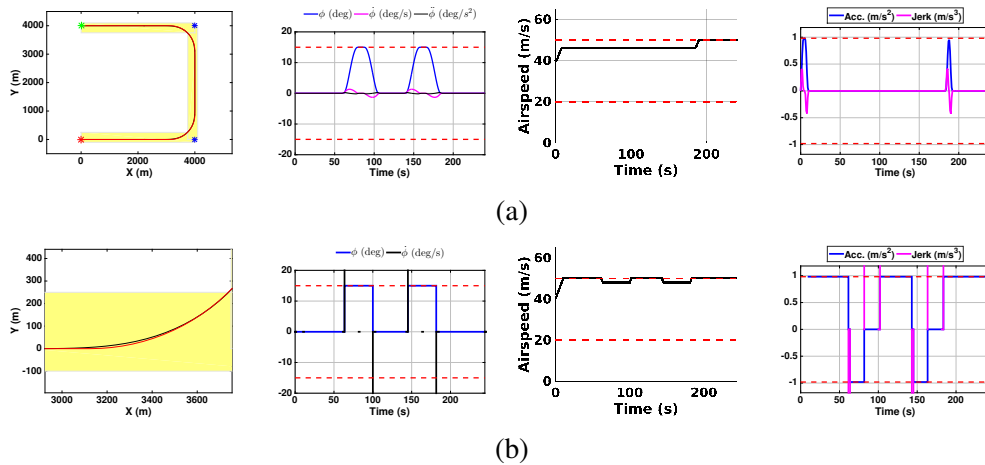 4000
3000
2000
1000
0
0 2000 4000
X (m)
Y (m)
ϕ (deg) ϕ̇ (deg/s) ϕ̈ (deg/s²)
20
10
0
-10
-20
0 50 100 150 200
Time (s)
60
40
20
0
0 100 200
Time (s)
Airspeed (m/s)
Acc. (m/s²) Jerk (m/s³)
1
0.5
0
-0.5
-1
0 50 100 150 200
Time (s)
(a)
400
300
200
100
0
-100
3000 3200 3400 3600
X (m)
Y (m)
ϕ (deg) ϕ̇ (deg/s)
20
10
0
-10
-20
0 50 100 150 200
Time (s)
60
40
20
0
0 100 200
Time (s)
Airspeed (m/s)
Acc. (m/s²) Jerk (m/s³)
1
0.5
0
-0.5
-1
0 50 100 150 200
Time (s)
(b)